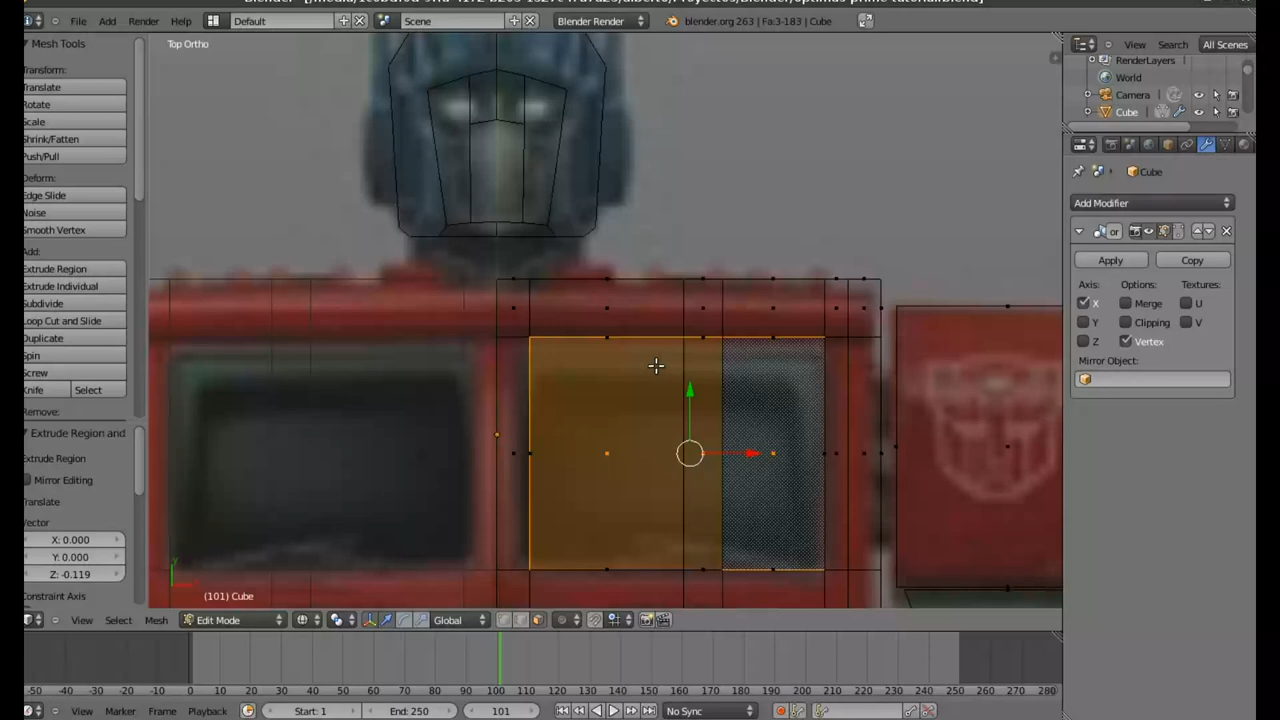 File Add Render Help Default Scene Blender Render blender.org 263 | Fa:3-183 | Cube
Mesh Tools
Transform:
Translate
Rotate
Scale
Shrink/Fatten
Push/Pull
Deform:
Edge Slide
Noise
Smooth Vertex
Add:
Extrude Region
Extrude Individual
Subdivide
Loop Cut and Slide
Duplicate
Spin
Screw
Knife Select
Remove:
Extrude Region and
Extrude Region
Mirror Editing
Translate
Vector
X: 0.000
Y: 0.000
Z: -0.119
Constraint Axis
Top Ortho
y
(101) Cube
View Select Mesh Edit Mode Global
View Search All Scenes
RenderLayers
World
Camera
Cube
Cube
Add Modifier
or
Apply Copy
Axis: Options: Textures:
X Merge U
Y Clipping V
Z Vertex
Mirror Object:
-50 -40 -30 -20 -10 0 10 20 30 40 50 60 70 80 90 100 110 120 130 140 150 160 170 180 190 200 210 220 230 240 250 260 270 280
View Marker Frame Playback Start: 1 End: 250 101 No Sync